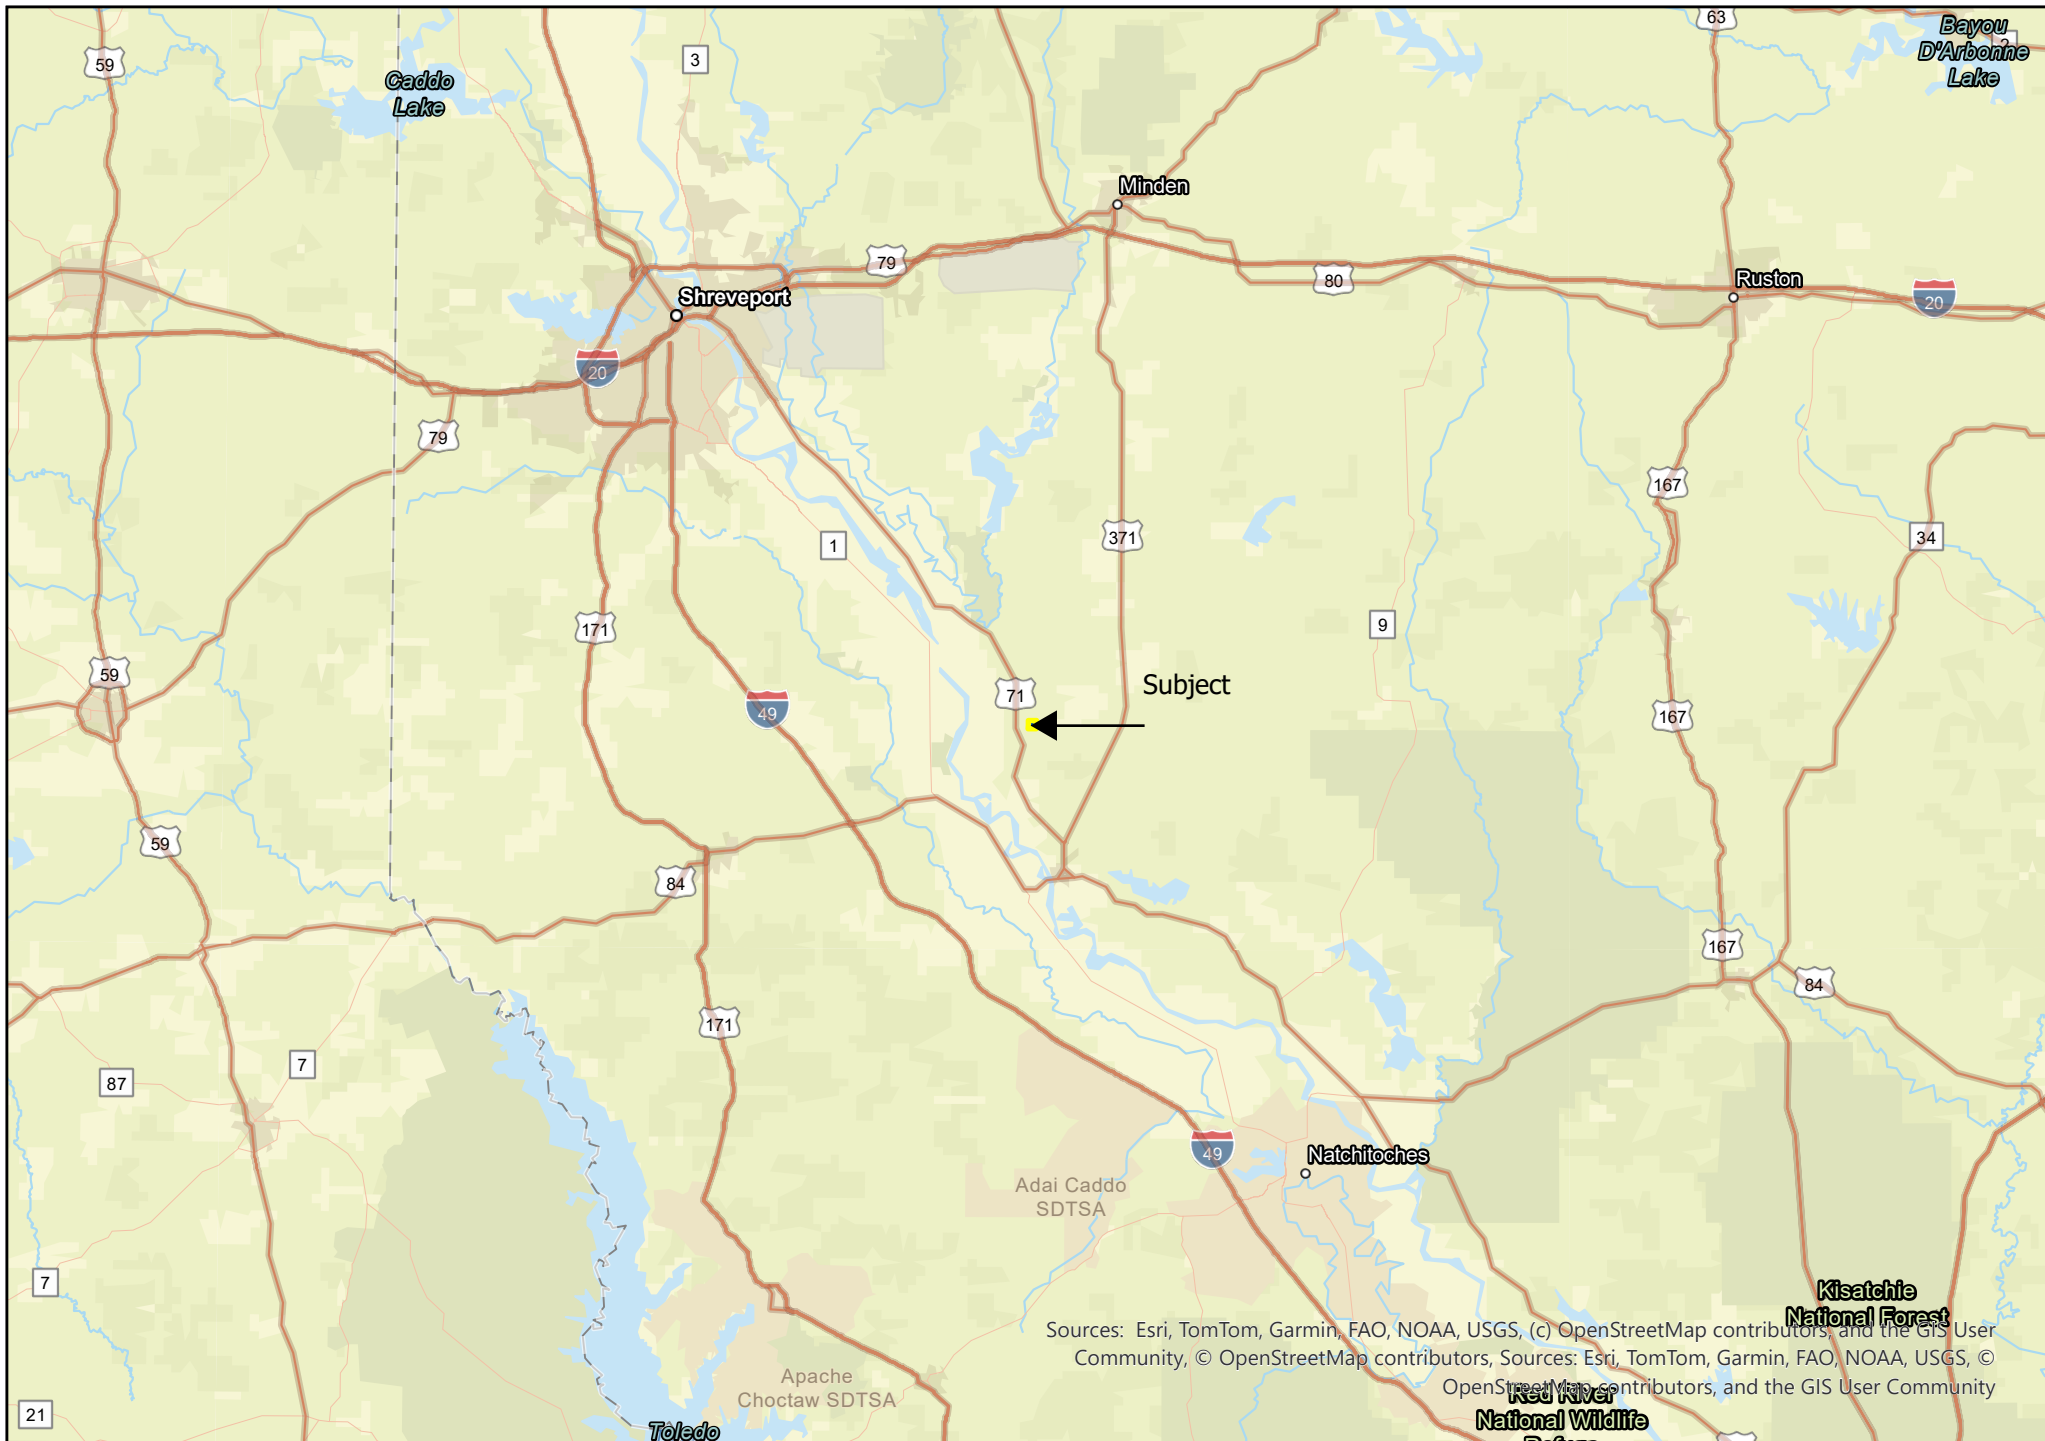 63
Bayou
D'Arbonne
Lake
2
59
3
Caddo
Lake
Minden
79
80
Ruston
20
Shreveport
20
79
167
1
371
34
171
9
59
71
Subject
49
167
59
84
167
84
171
7
87
49
Natchitoches
Adai Caddo
SDTSA
7
Kisatchie
National Forest
Sources: Esri, TomTom, Garmin, FAO, NOAA, USGS, (c) OpenStreetMap contributors, and the GIS User
Community, © OpenStreetMap contributors, Sources: Esri, TomTom, Garmin, FAO, NOAA, USGS, ©
OpenStreetMap contributors, and the GIS User Community
Apache
Choctaw SDTSA
21
Red River
National Wildlife
Refuge
Toledo